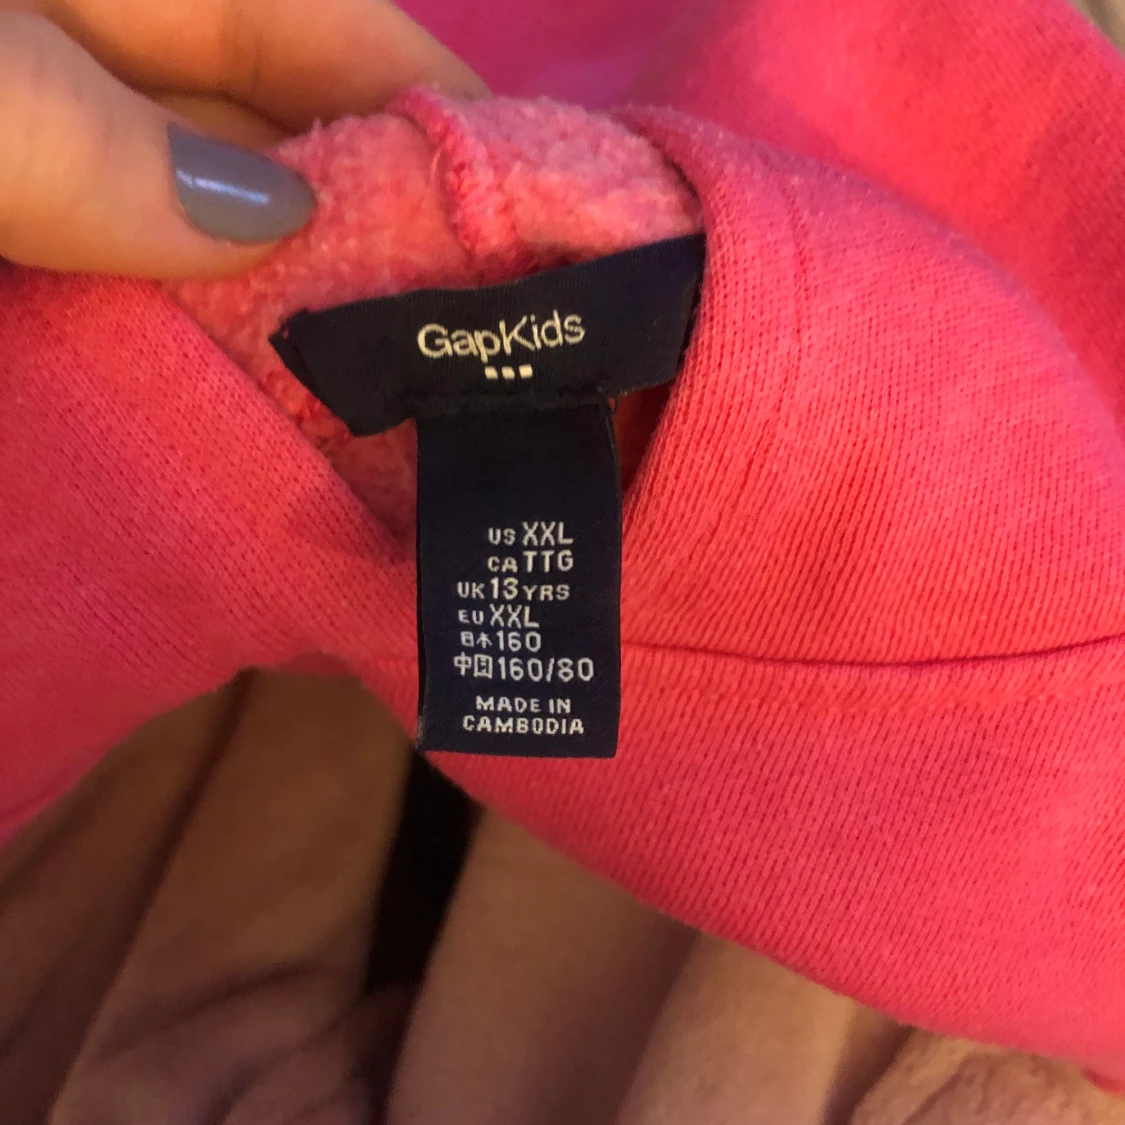 GapKids
US XXL
CA TTG
UK 13 YRS
EU XXL
日本 160
中国 160/80
MADE IN
CAMBODIA